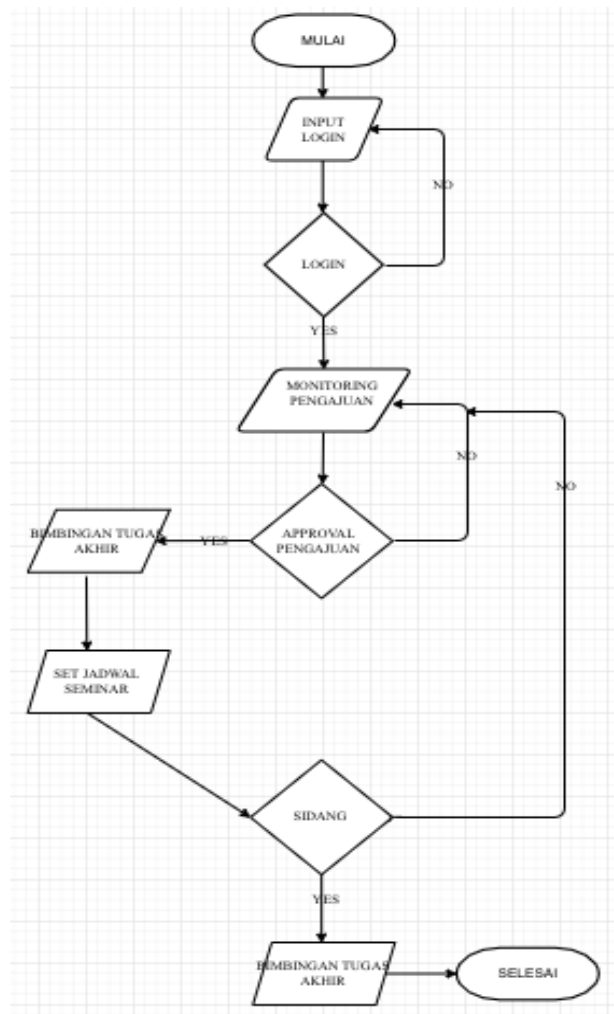 MULAI
INPUT
LOGIN
NO
LOGIN
YES
MONITORING
PENGAJUAN
NO
NO
APPROVAL
PENGAJUAN
YES
BIMBINGAN TUGAS
AKHIR
SET JADWAL
SEMINAR
SIDANG
YES
BIMBINGAN TUGAS
AKHIR
SELESAI